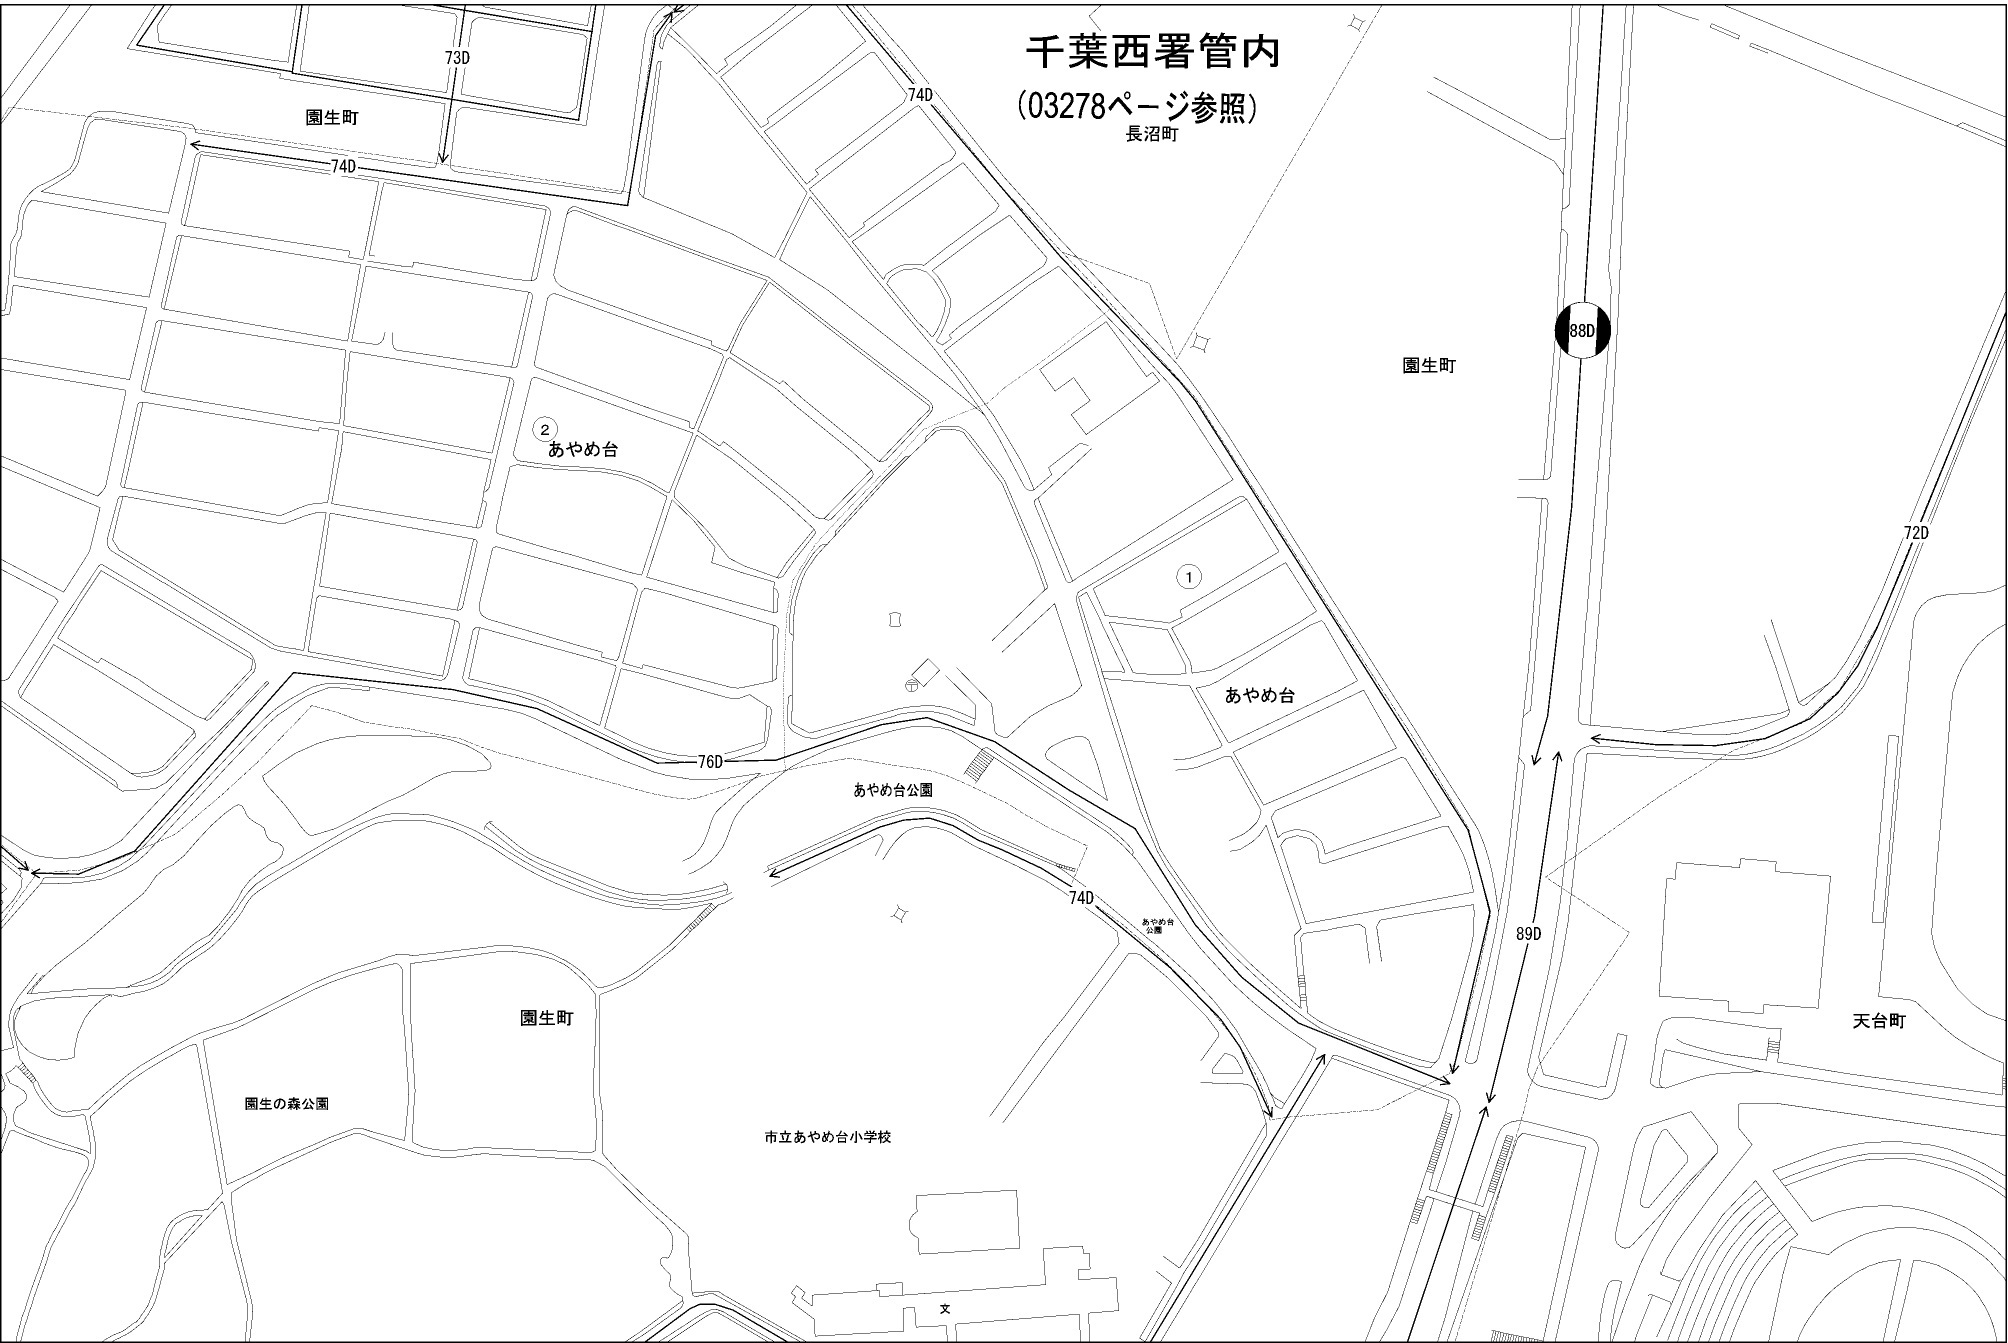 千葉西署管内
(03278ページ参照)
長沼町
73D
74D
園生町
74D
88D
園生町
2
あやめ台
72D
1
あやめ台
76D
あやめ台公園
74D
あやめ台
公園
89D
園生町
天台町
園生の森公園
市立あやめ台小学校
文